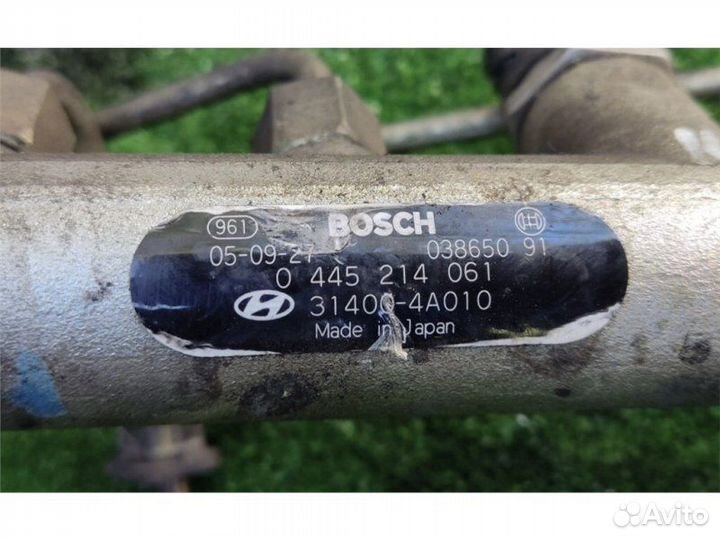 961 BOSCH
05-09-27 038650 91
0 445 214 061
31400-4A010
Made in Japan
Avito